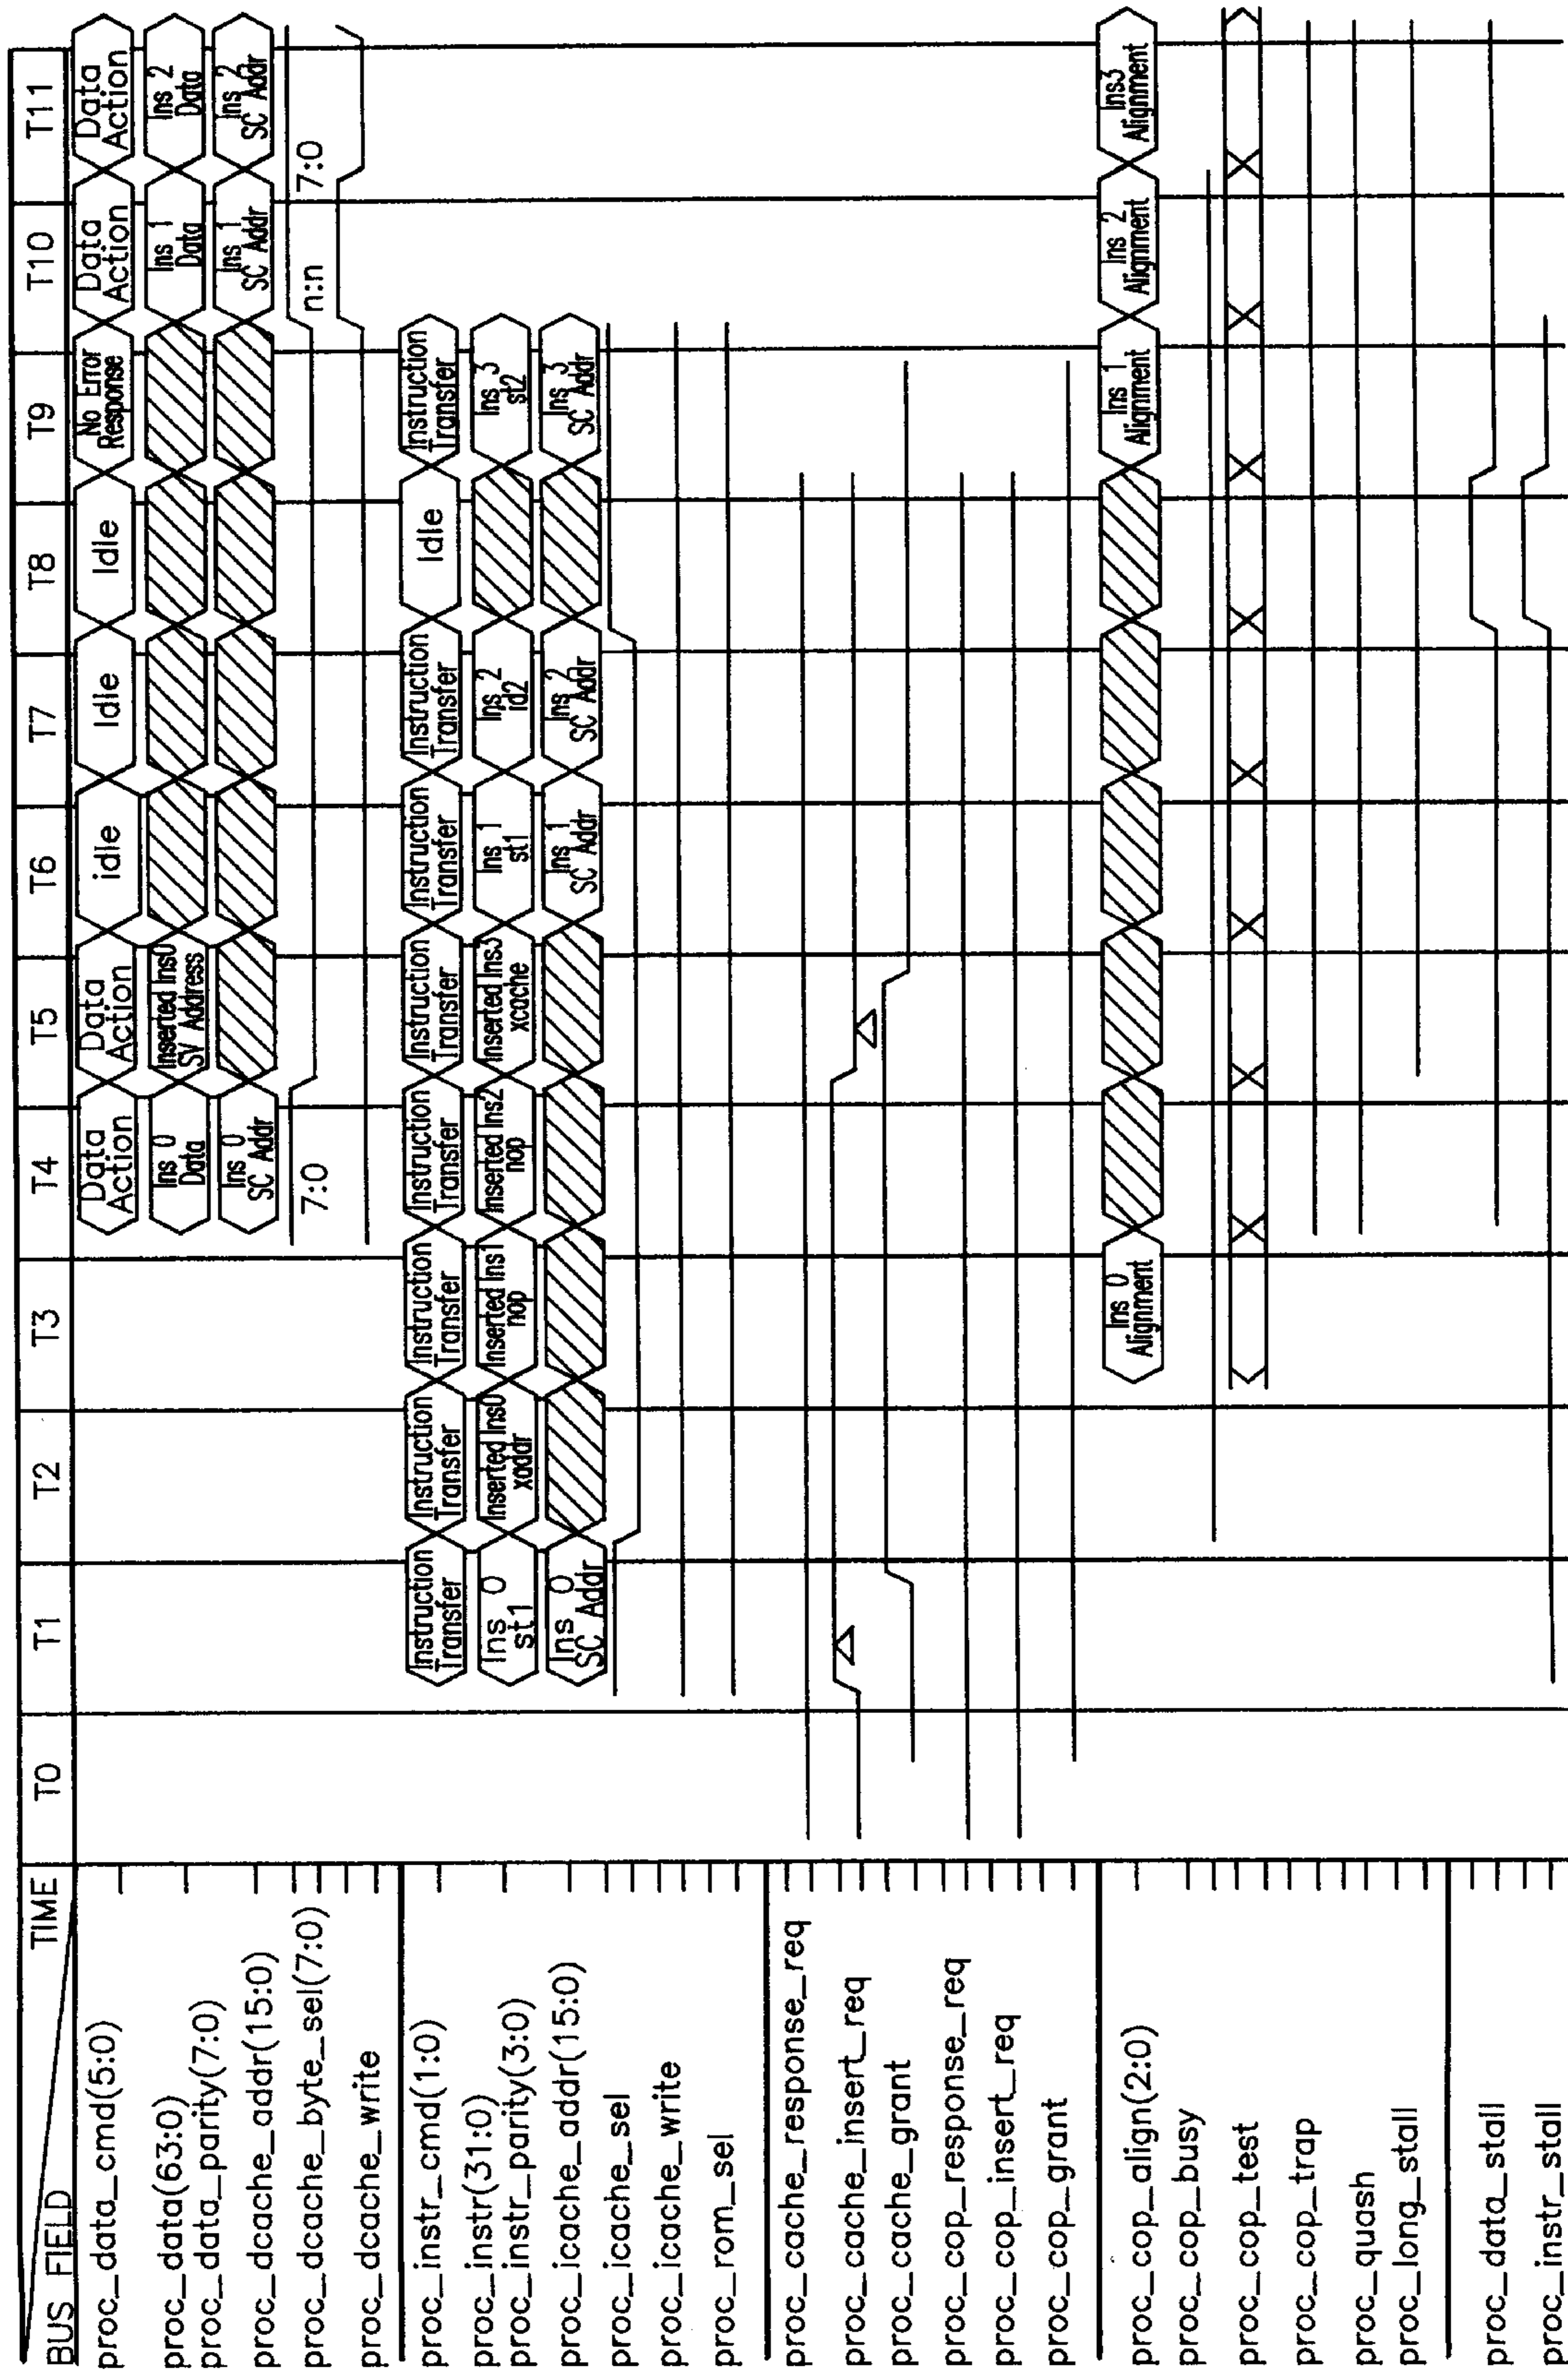 BUS FIELD TIME T0 T1 T2 T3 T4 T5 T6 T7 T8 T9 T10 T11
proc_data_cmd(5:0) Data Action Data Action idle Idle Idle No Error Response Data Action Data Action
proc_data(63:0)
proc_data_parity(7:0) Ins 0 Data Inserted Ins0 SV Address Ins 1 Data Ins 2 Data
proc_dcache_addr(15:0) Ins 0 SC Addr Ins 1 SC Addr Ins 2 SC Addr
proc_dcache_byte_sel(7:0) 7:0 n:n 7:0
proc_dcache_write
proc_instr_cmd(1:0) Instruction Transfer Instruction Transfer Instruction Transfer Instruction Transfer Instruction Transfer Instruction Transfer Instruction Transfer Idle Instruction Transfer
proc_instr(31:0)
proc_instr_parity(3:0) Ins 0 st1 Inserted Ins0 xaddr Inserted Ins1 nop Inserted Ins2 nop Inserted Ins3 xcache Ins 1 st1 Ins 2 id2 Ins 3 st2
proc_icache_addr(15:0) Ins 0 SC Addr Ins 1 SC Addr Ins 2 SC Addr Ins 3 SC Addr
proc_icache_sel
proc_icache_write
proc_rom_sel
proc_cache_response_req
proc_cache_insert_req
proc_cache_grant
proc_cop_response_req
proc_cop_insert_req
proc_cop_grant
proc_cop_align(2:0) Ins 0 Alignment Ins 1 Alignment Ins 2 Alignment Ins3 Alignment
proc_cop_busy
proc_cop_test
proc_cop_trap
proc_quash
proc_long_stall
proc_data_stall
proc_instr_stall